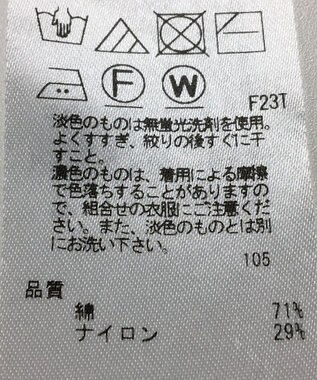 F W
F23T
淡色のものは無蛍光洗剤を使用。
よくすすぎ、絞りの後すぐに干
すこと。
濃色のものは、着用による摩擦
で色落ちすることがありますの
で、組合せの衣服にご注意くだ
さい。また、淡色のものとは別
にお洗い下さい。
105
品質
綿 71%
ナイロン 29%